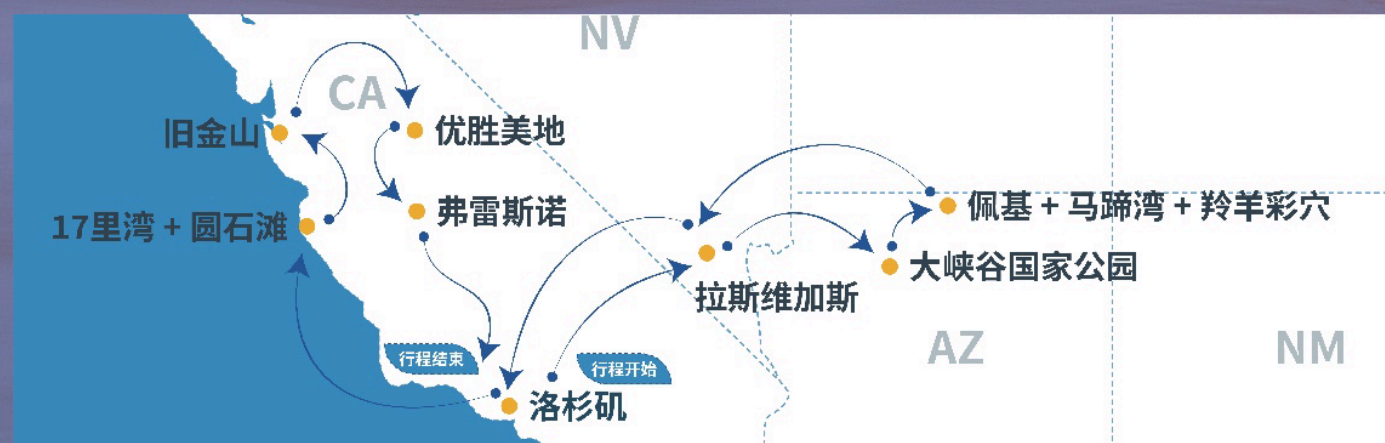 NV
CA
旧金山
优胜美地
佩基 + 马蹄湾 + 羚羊彩穴
弗雷斯诺
17里湾 + 圆石滩
大峡谷国家公园
拉斯维加斯
AZ
NM
行程结束
行程开始
洛杉矶